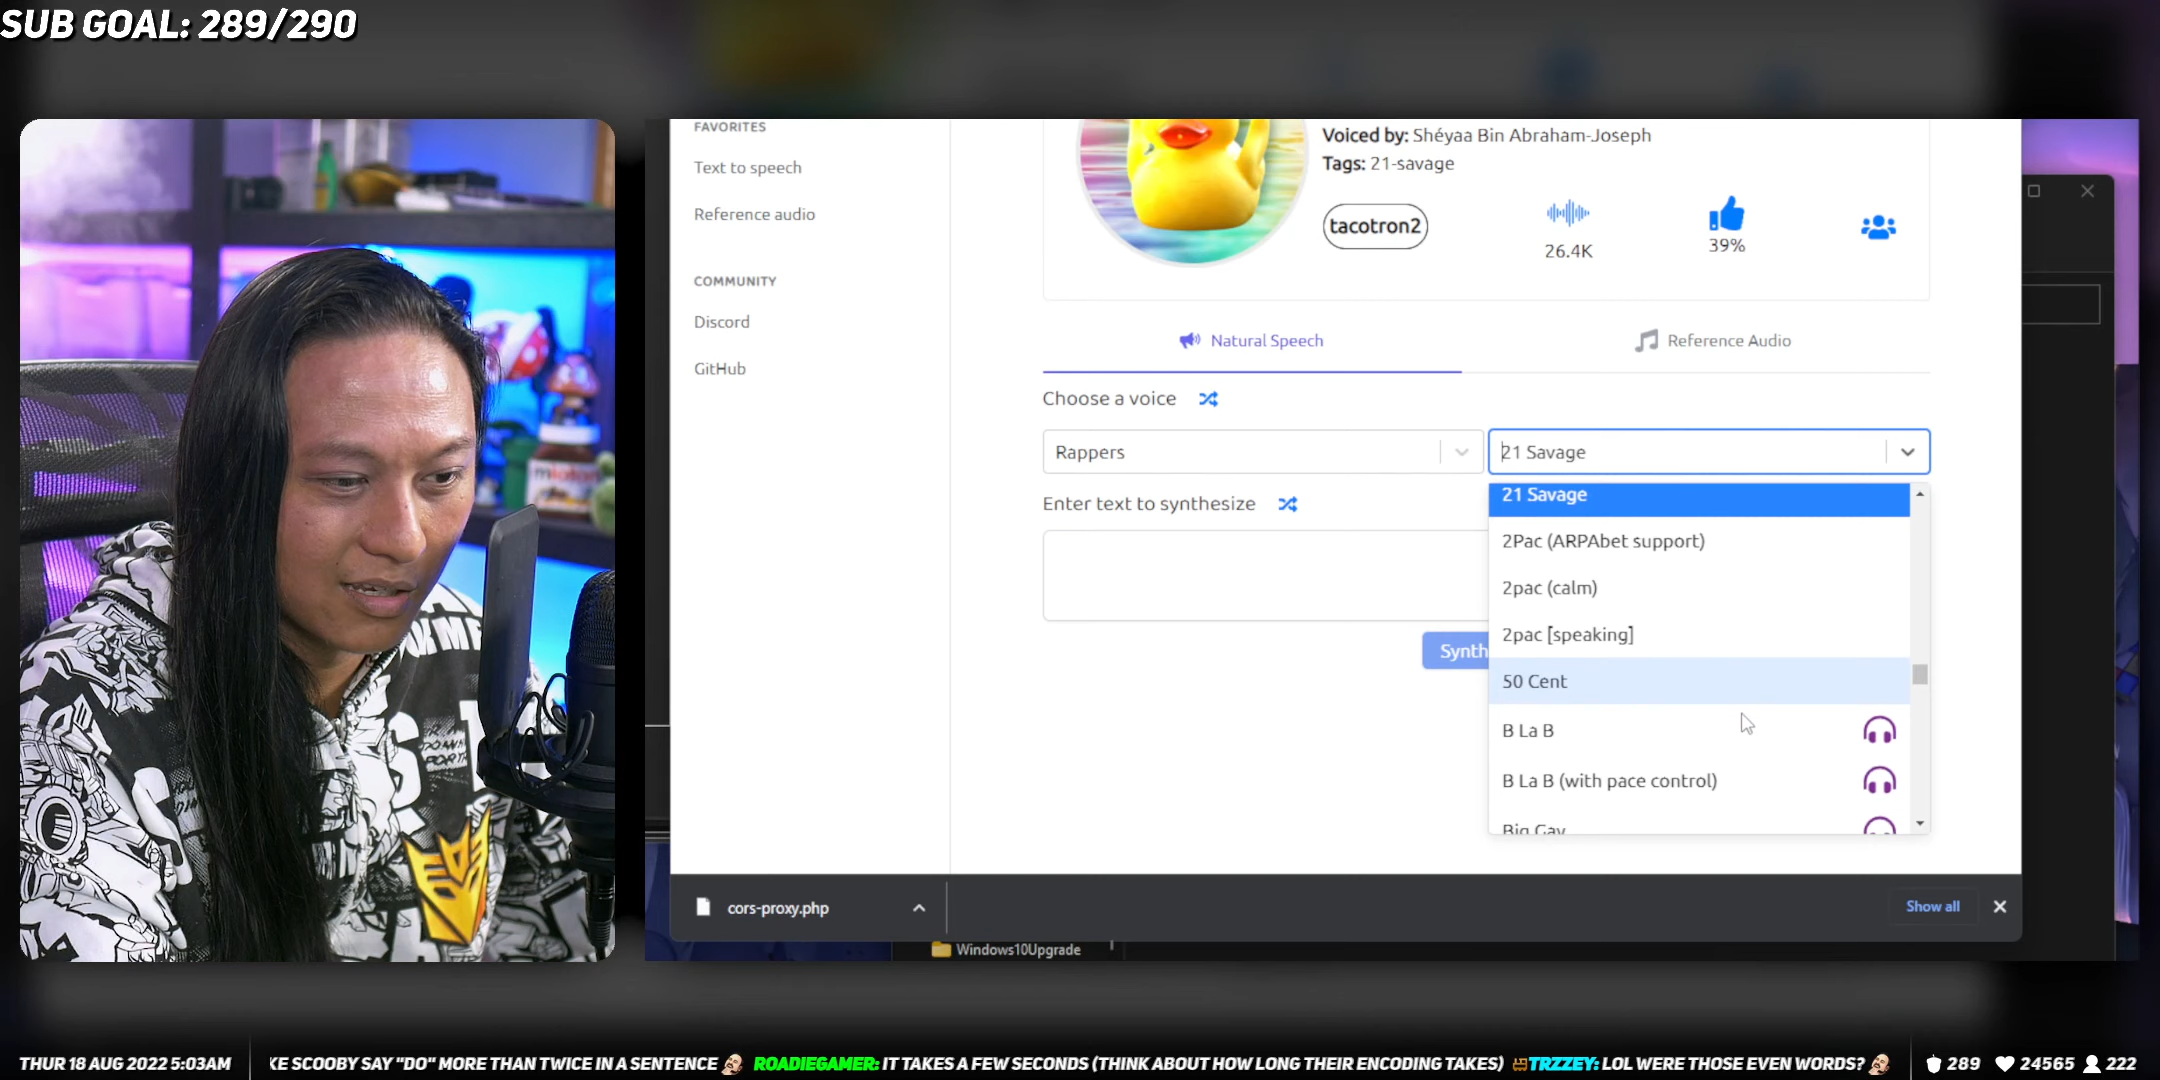 SUB GOAL: 289/290
FAVORITES
Text to speech
Reference audio
COMMUNITY
Discord
GitHub
Voiced by: Shéyaa Bin Abraham-Joseph
Tags: 21-savage
tacotron2
26.4K
39%
Natural Speech
Reference Audio
Choose a voice
Rappers
21 Savage
Enter text to synthesize
Synth
21 Savage
2Pac (ARPAbet support)
2pac (calm)
2pac [speaking]
50 Cent
B La B
B La B (with pace control)
Big Gay
cors-proxy.php
Show all
Windows10Upgrade
THUR 18 AUG 2022 5:03AM
KE SCOOBY SAY "DO" MORE THAN TWICE IN A SENTENCE ROADIEGAMER: IT TAKES A FEW SECONDS (THINK ABOUT HOW LONG THEIR ENCODING TAKES) TRZZEY: LOL WERE THOSE EVEN WORDS?
289 24565 222